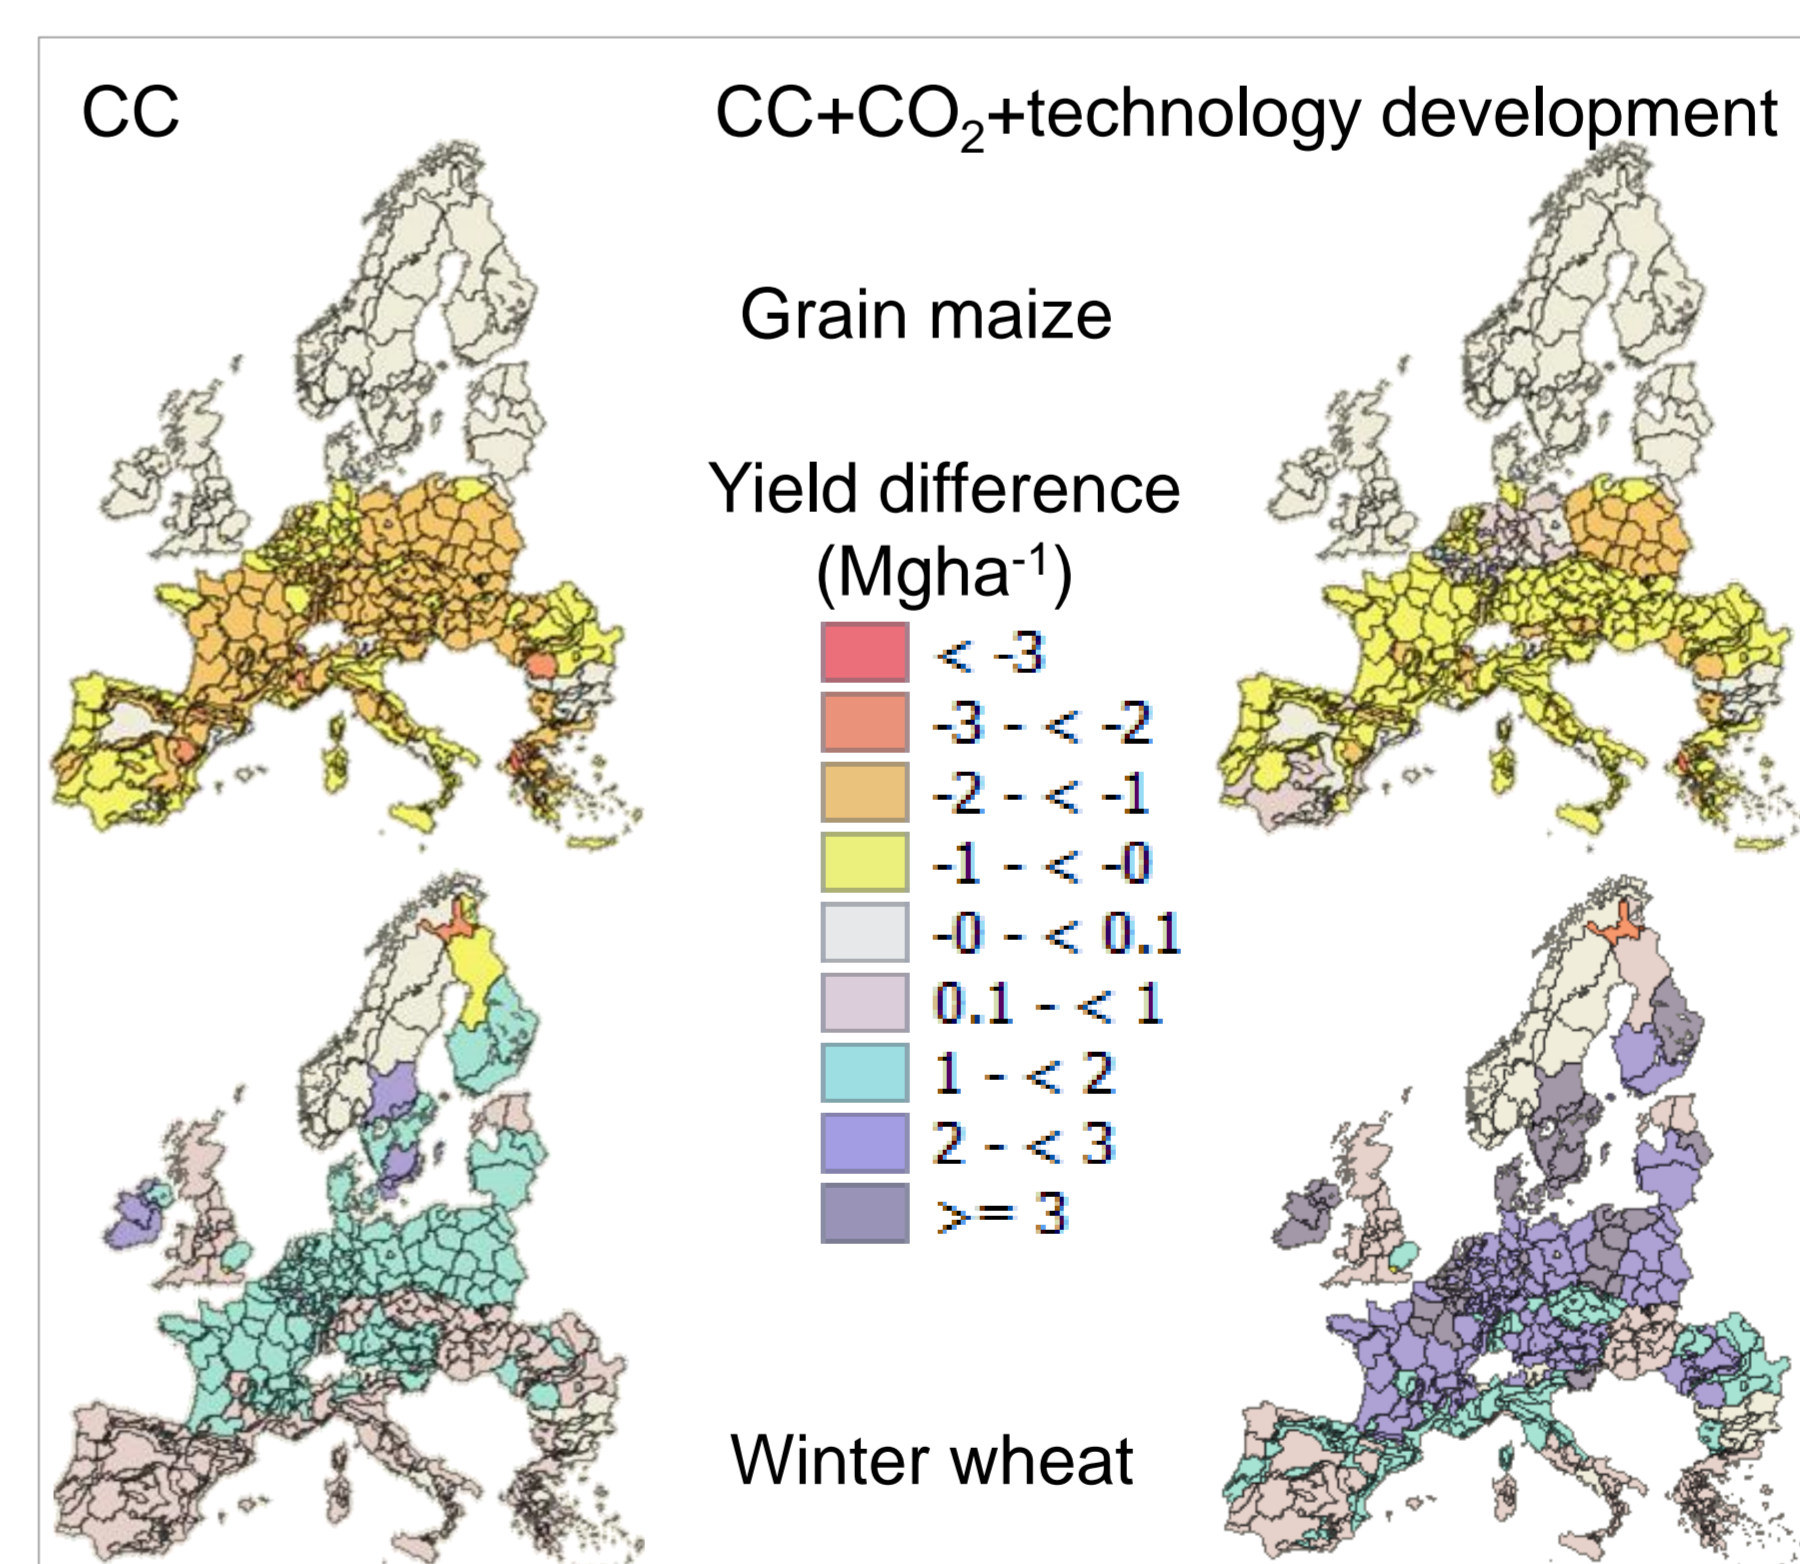 CC
CC+CO₂+technology development
Grain maize
Yield difference
(Mgha⁻¹)
< -3
-3 - < -2
-2 - < -1
-1 - < -0
-0 - < 0.1
0.1 - < 1
1 - < 2
2 - < 3
>= 3
Winter wheat